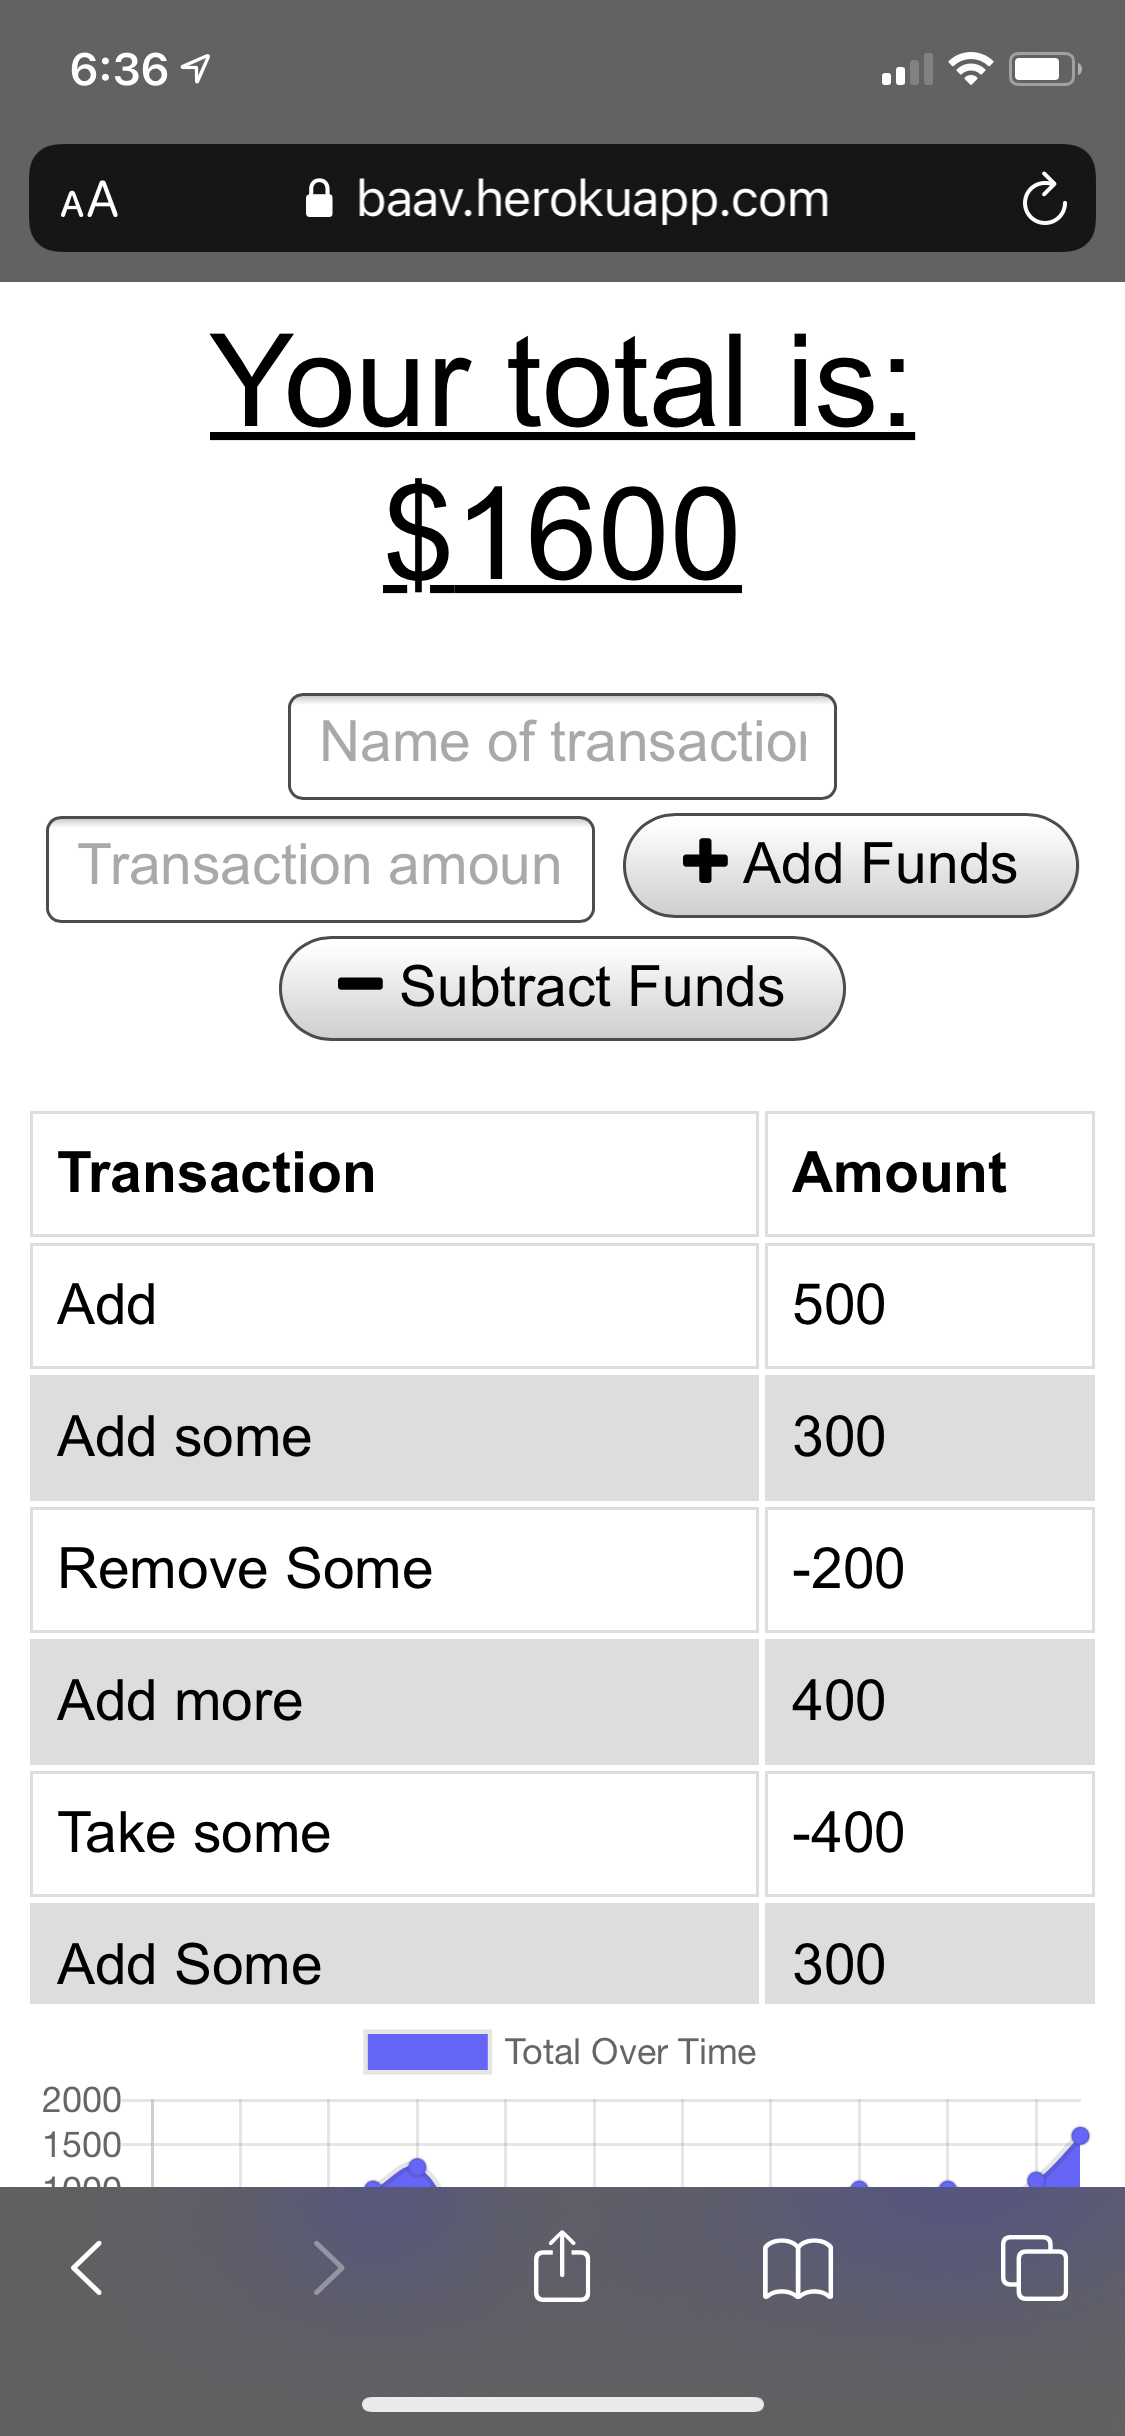 6:36
AA baav.herokuapp.com
Your total is:
$1600
Name of transaction
Transaction amoun
Add Funds
Subtract Funds
Transaction Amount
Add 500
Add some 300
Remove Some -200
Add more 400
Take some -400
Add Some 300
Total Over Time
2000
1500
1000